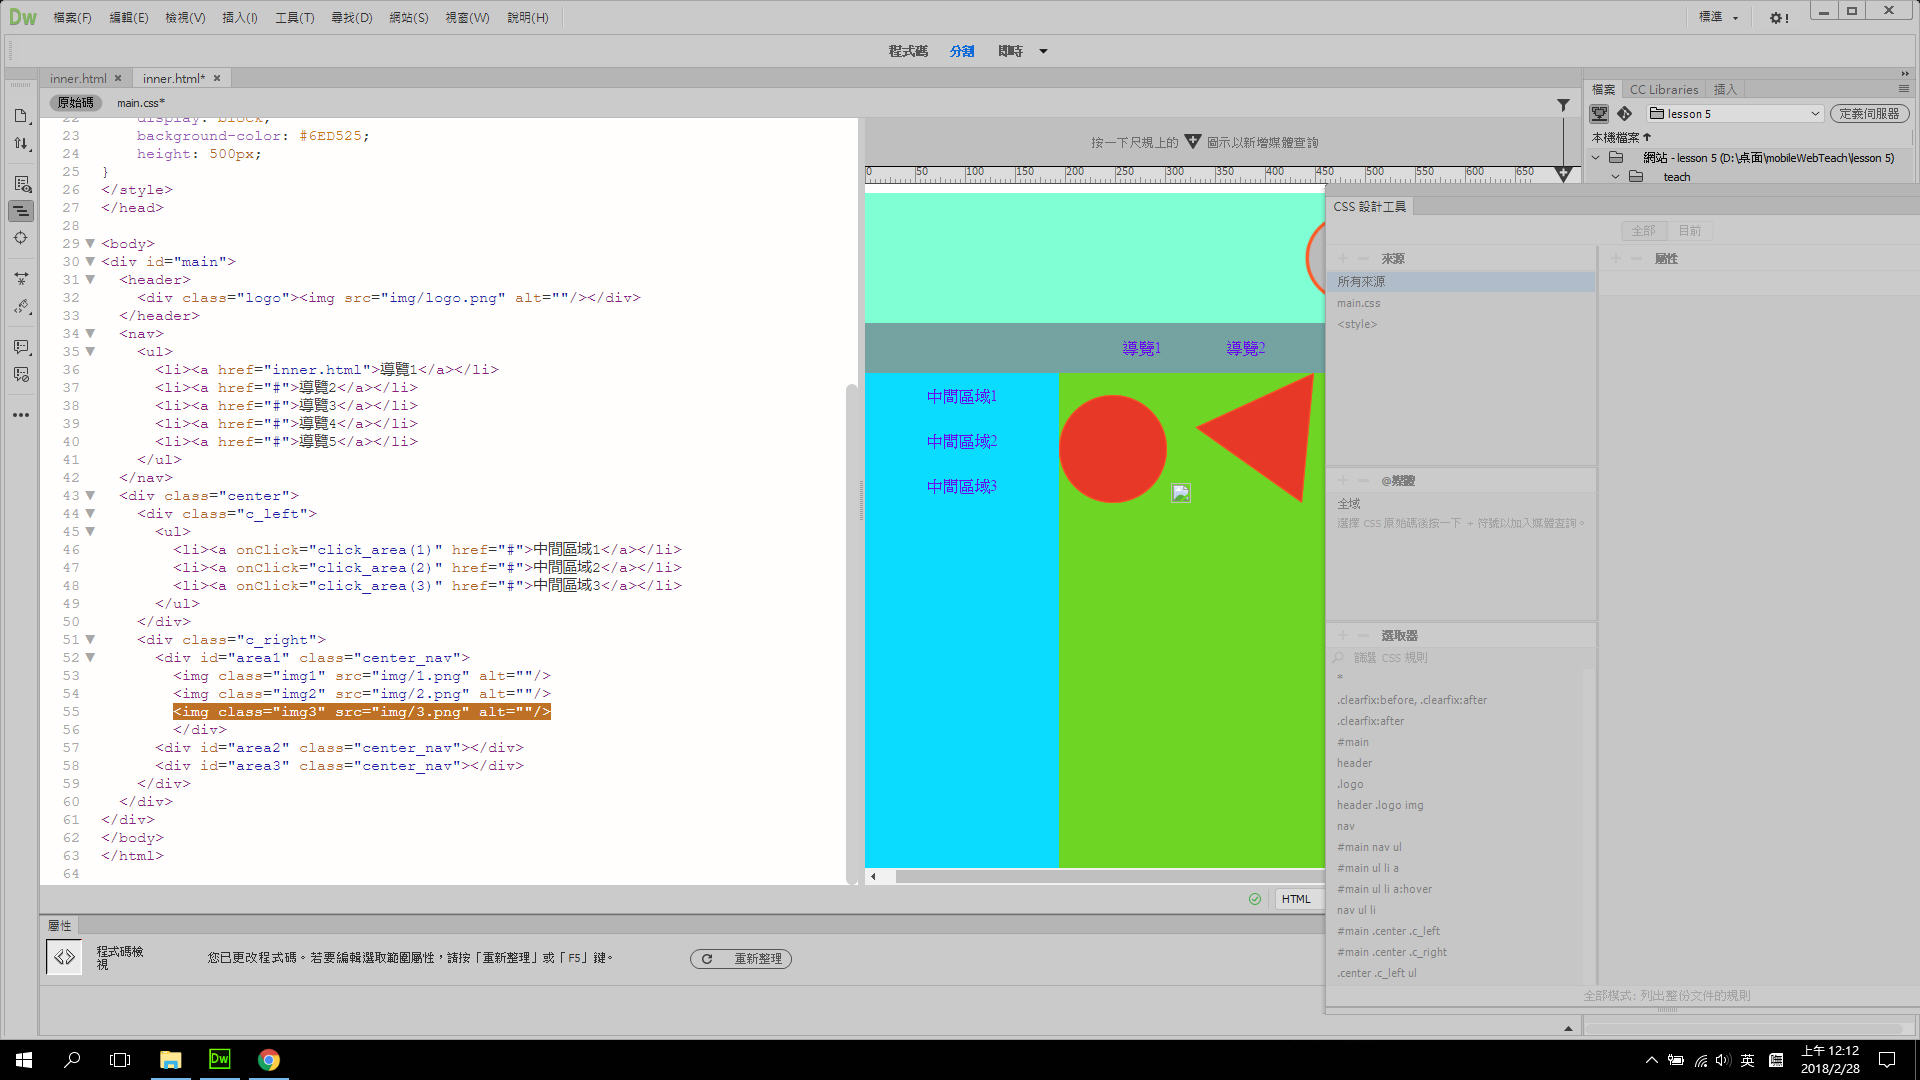 Dw 檔案(F) 編輯(E) 檢視(V) 插入(I) 工具(T) 尋找(D) 網站(S) 視窗(W) 說明(H) 標準
程式碼 分割 即時
inner.html inner.html*
原始碼 main.css*
22 display: block;
23 background-color: #6ED525;
24 height: 500px;
25 }
26 </style>
27 </head>
28
29 <body>
30 <div id="main">
31 <header>
32 <div class="logo"><img src="img/logo.png" alt=""/></div>
33 </header>
34 <nav>
35 <ul>
36 <li><a href="inner.html">導覽1</a></li>
37 <li><a href="#">導覽2</a></li>
38 <li><a href="#">導覽3</a></li>
39 <li><a href="#">導覽4</a></li>
40 <li><a href="#">導覽5</a></li>
41 </ul>
42 </nav>
43 <div class="center">
44 <div class="c_left">
45 <ul>
46 <li><a onClick="click_area(1)" href="#">中間區域1</a></li>
47 <li><a onClick="click_area(2)" href="#">中間區域2</a></li>
48 <li><a onClick="click_area(3)" href="#">中間區域3</a></li>
49 </ul>
50 </div>
51 <div class="c_right">
52 <div id="area1" class="center_nav">
53 <img class="img1" src="img/1.png" alt=""/>
54 <img class="img2" src="img/2.png" alt=""/>
55 <img class="img3" src="img/3.png" alt=""/>
56 </div>
57 <div id="area2" class="center_nav"></div>
58 <div id="area3" class="center_nav"></div>
59 </div>
60 </div>
61 </div>
62 </body>
63 </html>
64
按一下尺規上的 圖示以新增媒體查詢
0 50 100 150 200 250 300 350 400 450 500 550 600 650
導覽1 導覽2
中間區域1
中間區域2
中間區域3
HTML
屬性
程式碼檢視
您已更改程式碼。若要編輯選取範圍屬性，請按「重新整理」或「F5」鍵。
重新整理
檔案 CC Libraries 插入
lesson 5 定義伺服器
本機檔案
網站 - lesson 5 (D:\桌面\mobileWebTeach\lesson 5)
teach
CSS 設計工具
全部 目前
來源 屬性
所有來源
main.css
<style>
@媒體
全域
選擇 CSS 原始碼後按一下 + 符號以加入媒體查詢。
選取器
篩選 CSS 規則
*
.clearfix:before, .clearfix:after
.clearfix:after
#main
header
.logo
header .logo img
nav
#main nav ul
#main ul li a
#main ul li a:hover
nav ul li
#main .center .c_left
#main .center .c_right
.center .c_left ul
全部模式: 列出整份文件的規則
Dw
英
上午 12:12
2018/2/28